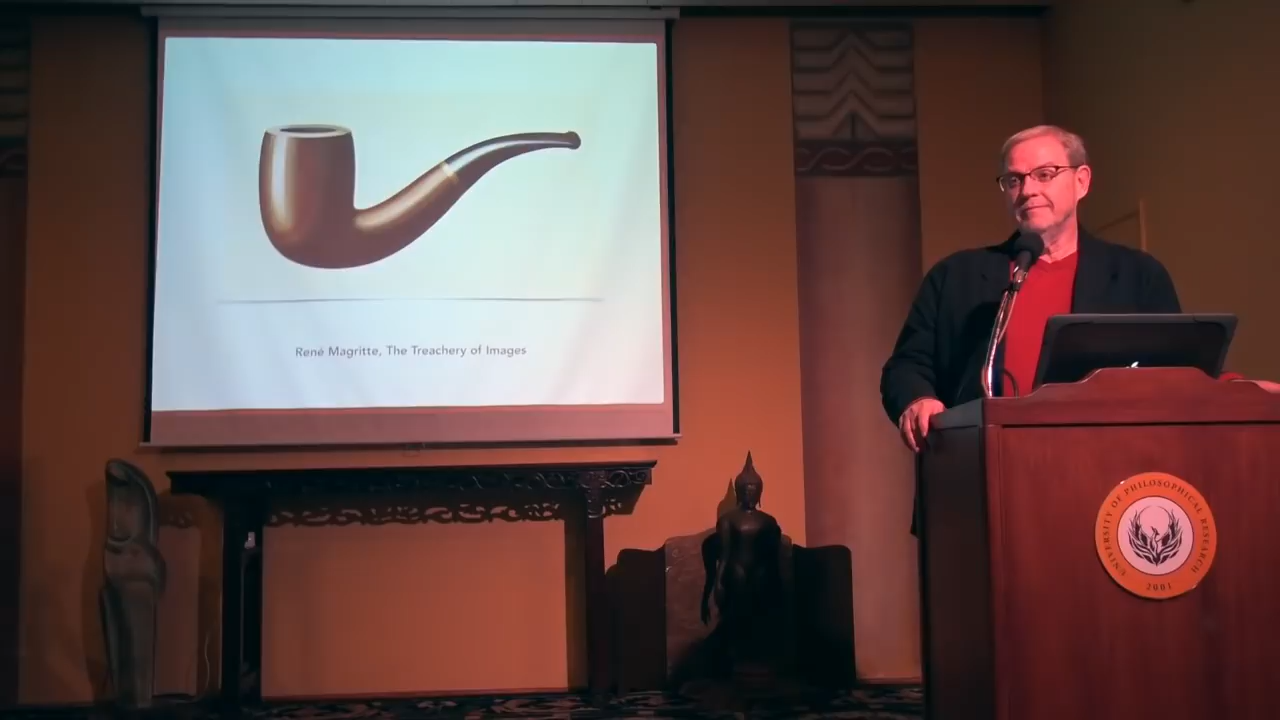 René Magritte, The Treachery of Images
UNIVERSITY OF PHILOSOPHICAL RESEARCH
2001